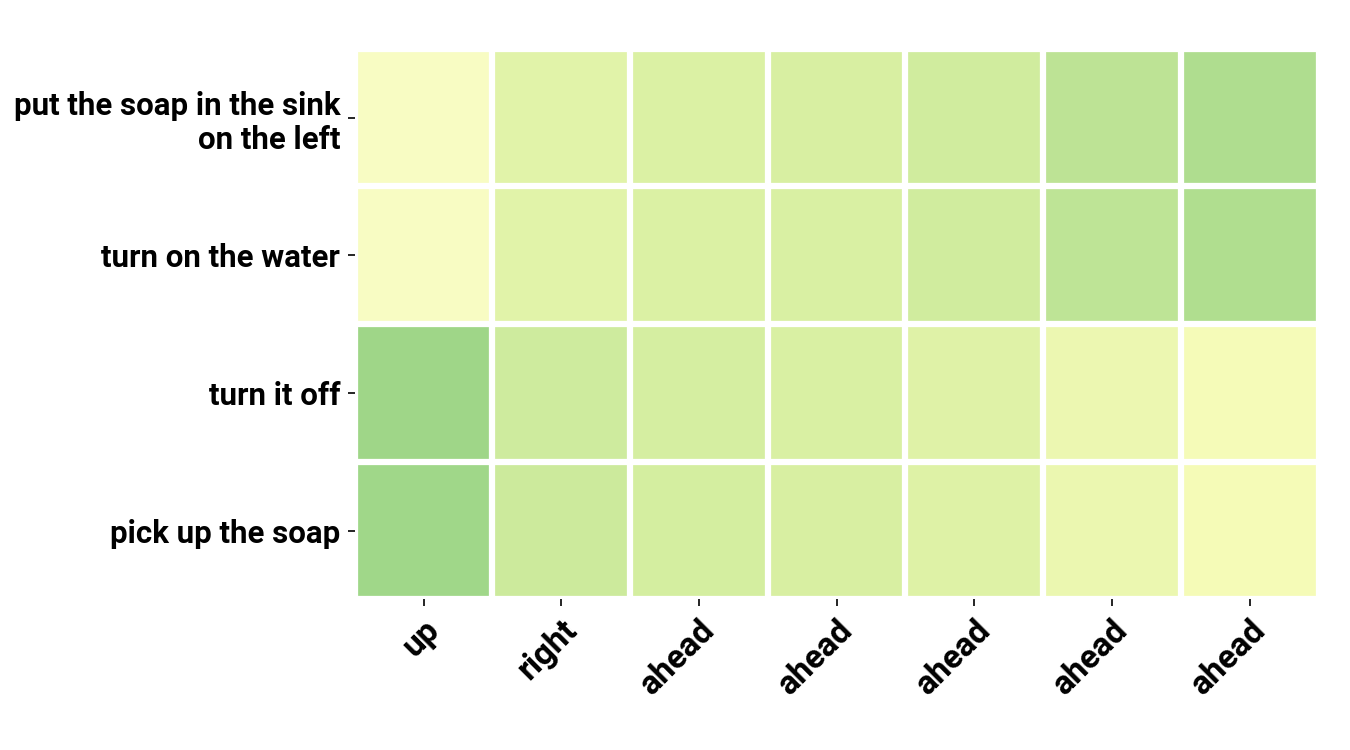 put the soap in the sink
on the left
turn on the water
turn it off
pick up the soap
up
right
ahead
ahead
ahead
ahead
ahead